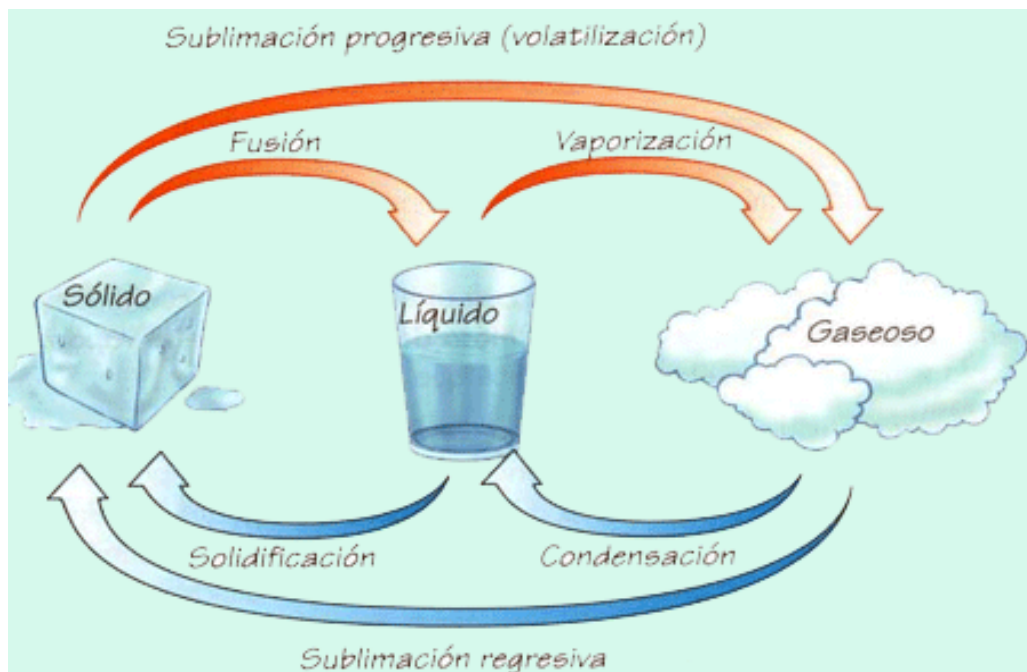 Sublimación progresiva (volatilización)
Fusión
Vaporización
Sólido
Líquido
Gaseoso
Solidificación
Condensación
Sublimación regresiva